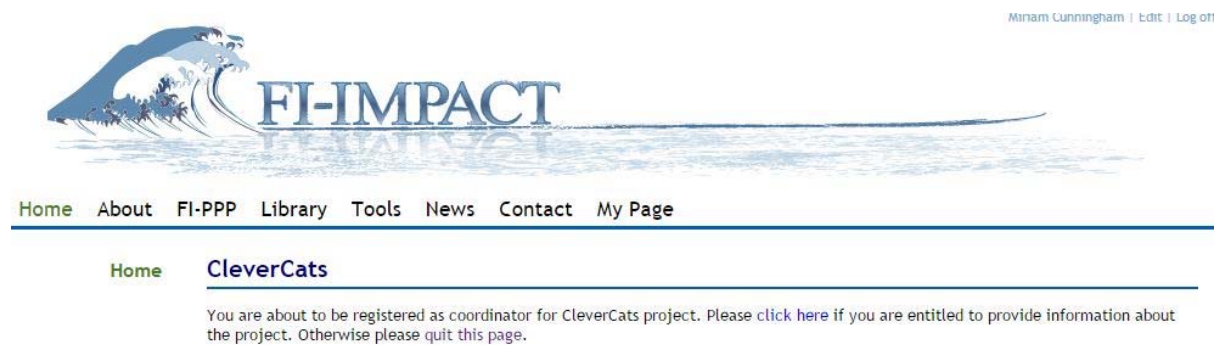 Miriam Cunningham | Edit | Log off
FI-IMPACT
Home About FI-PPP Library Tools News Contact My Page
Home
CleverCats
You are about to be registered as coordinator for CleverCats project. Please click here if you are entitled to provide information about
the project. Otherwise please quit this page.